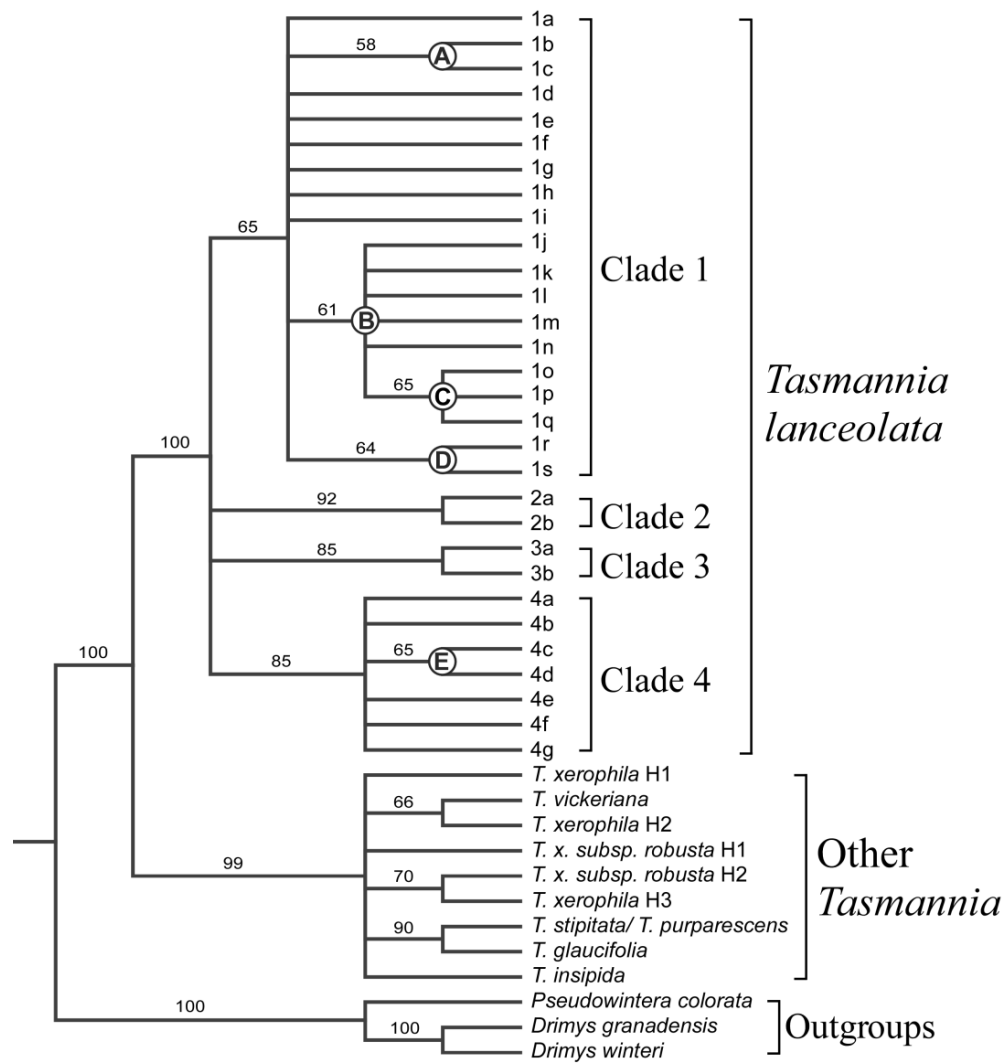 1a
58
A
1b
1c
1d
1e
1f
1g
1h
1i
65
1j
1k
1l
61
B
1m
1n
1o
65
C
1p
1q
1r
64
D
1s
Clade 1
Tasmannia
lanceolata
100
92
2a
2b
Clade 2
85
3a
3b
Clade 3
4a
4b
65
E
4c
4d
85
4e
4f
4g
Clade 4
100
T. xerophila H1
66
T. vickeriana
T. xerophila H2
T. x. subsp. robusta H1
99
T. x. subsp. robusta H2
70
T. xerophila H3
T. stipitata/ T. purparescens
90
T. glaucifolia
T. insipida
Other
Tasmannia
100
Pseudowintera colorata
100
Drimys granadensis
Drimys winteri
Outgroups